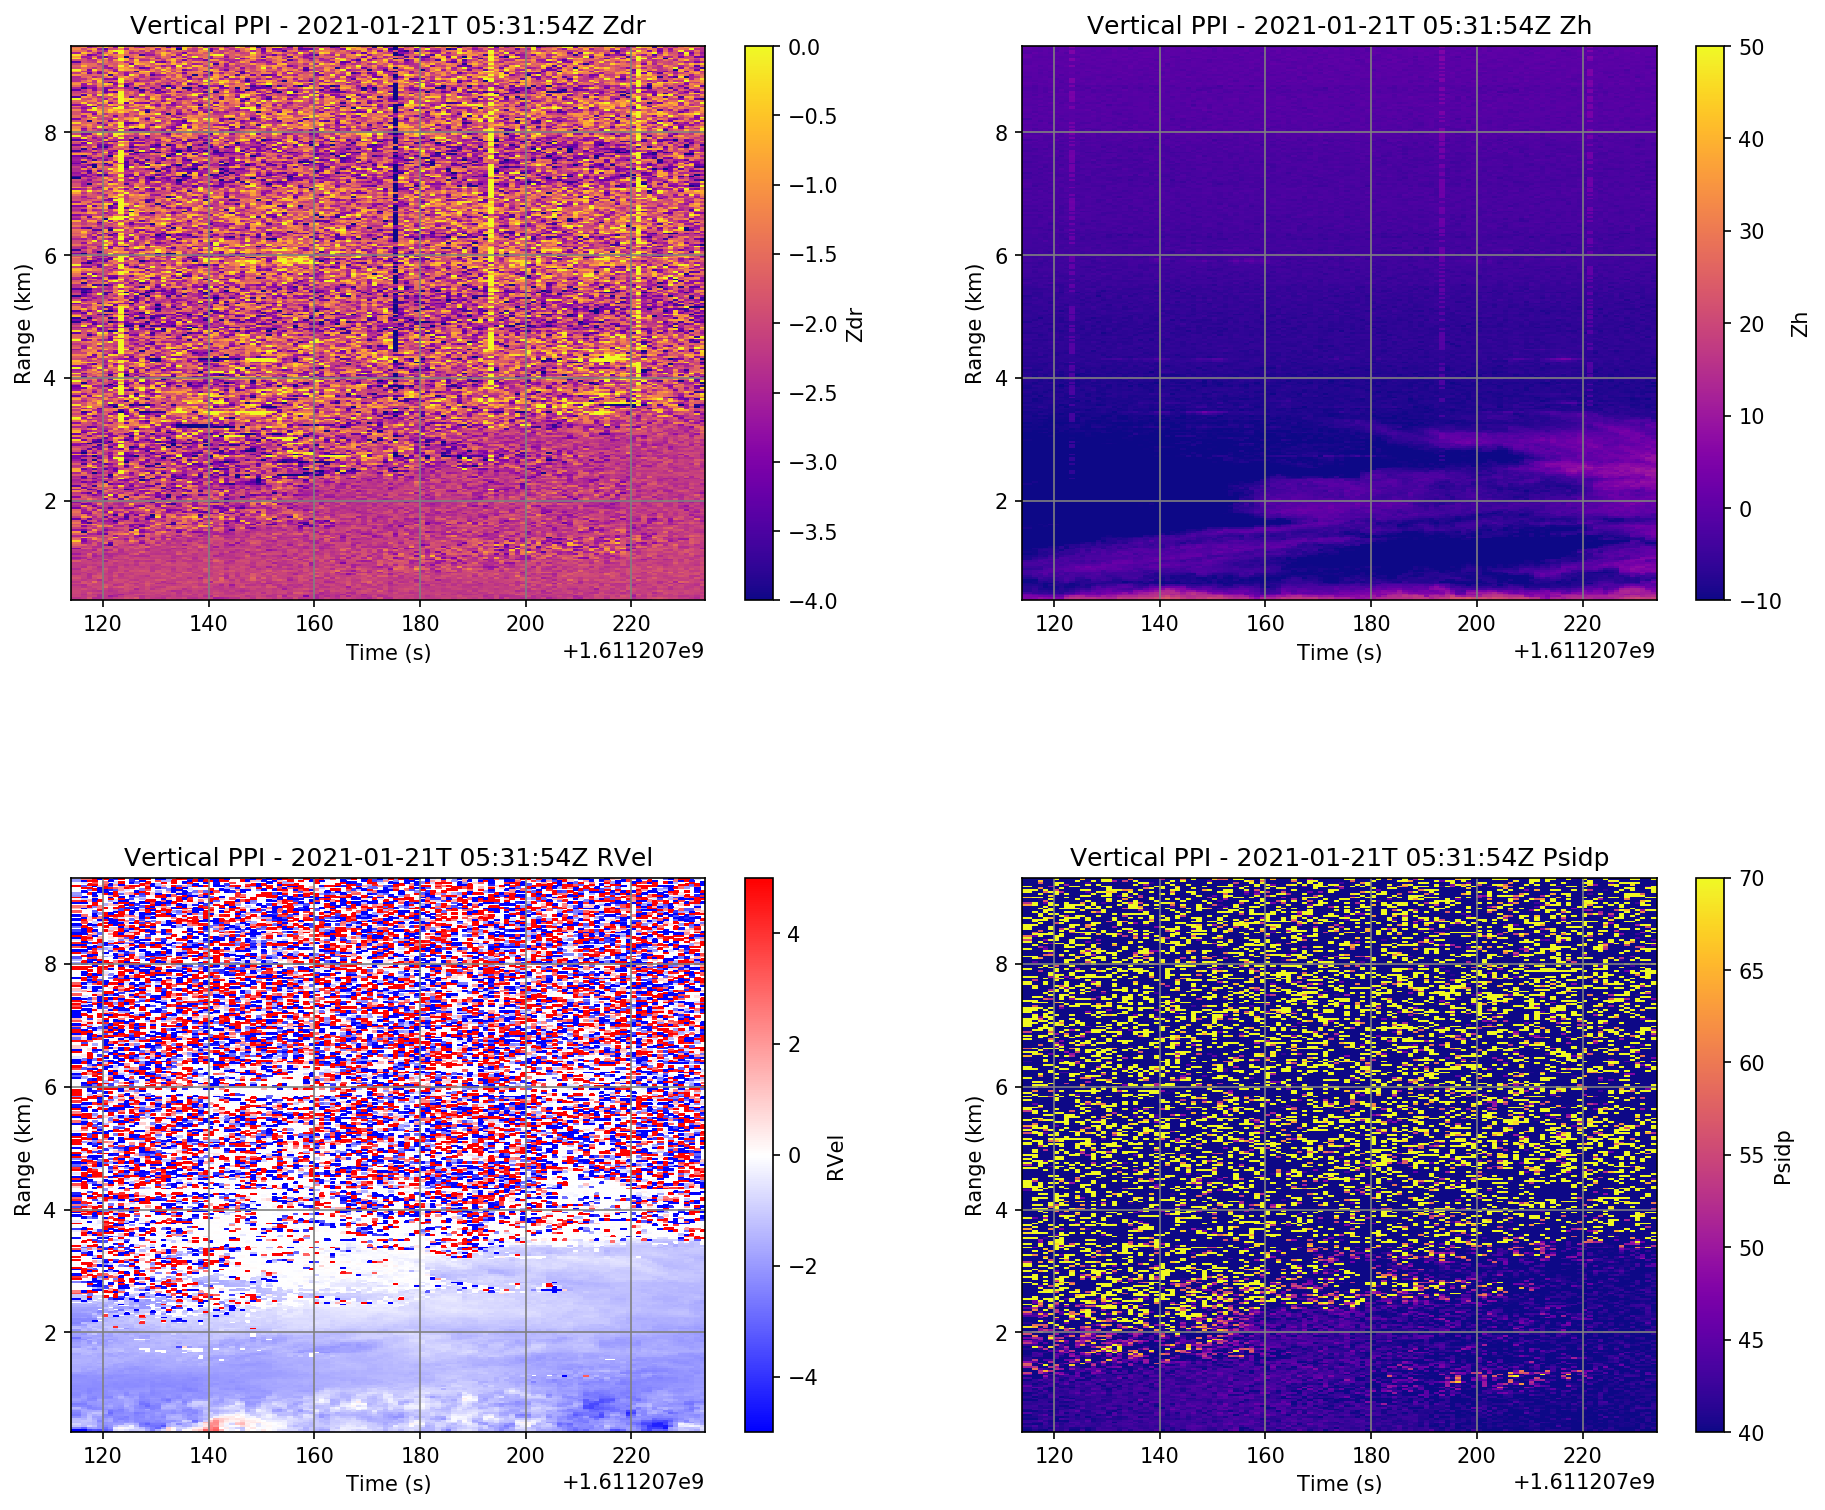 Vertical PPI - 2021-01-21T 05:31:54Z Zdr
8
6
4
2
Range (km)
120 140 160 180 200 220
Time (s)
+1.611207e9
0.0
−0.5
−1.0
−1.5
−2.0
−2.5
−3.0
−3.5
−4.0
Zdr
Vertical PPI - 2021-01-21T 05:31:54Z Zh
8
6
4
2
Range (km)
120 140 160 180 200 220
Time (s)
+1.611207e9
50
40
30
20
10
0
−10
Zh
Vertical PPI - 2021-01-21T 05:31:54Z RVel
8
6
4
2
Range (km)
120 140 160 180 200 220
Time (s)
+1.611207e9
4
2
0
−2
−4
RVel
Vertical PPI - 2021-01-21T 05:31:54Z Psidp
8
6
4
2
Range (km)
120 140 160 180 200 220
Time (s)
+1.611207e9
70
65
60
55
50
45
40
Psidp